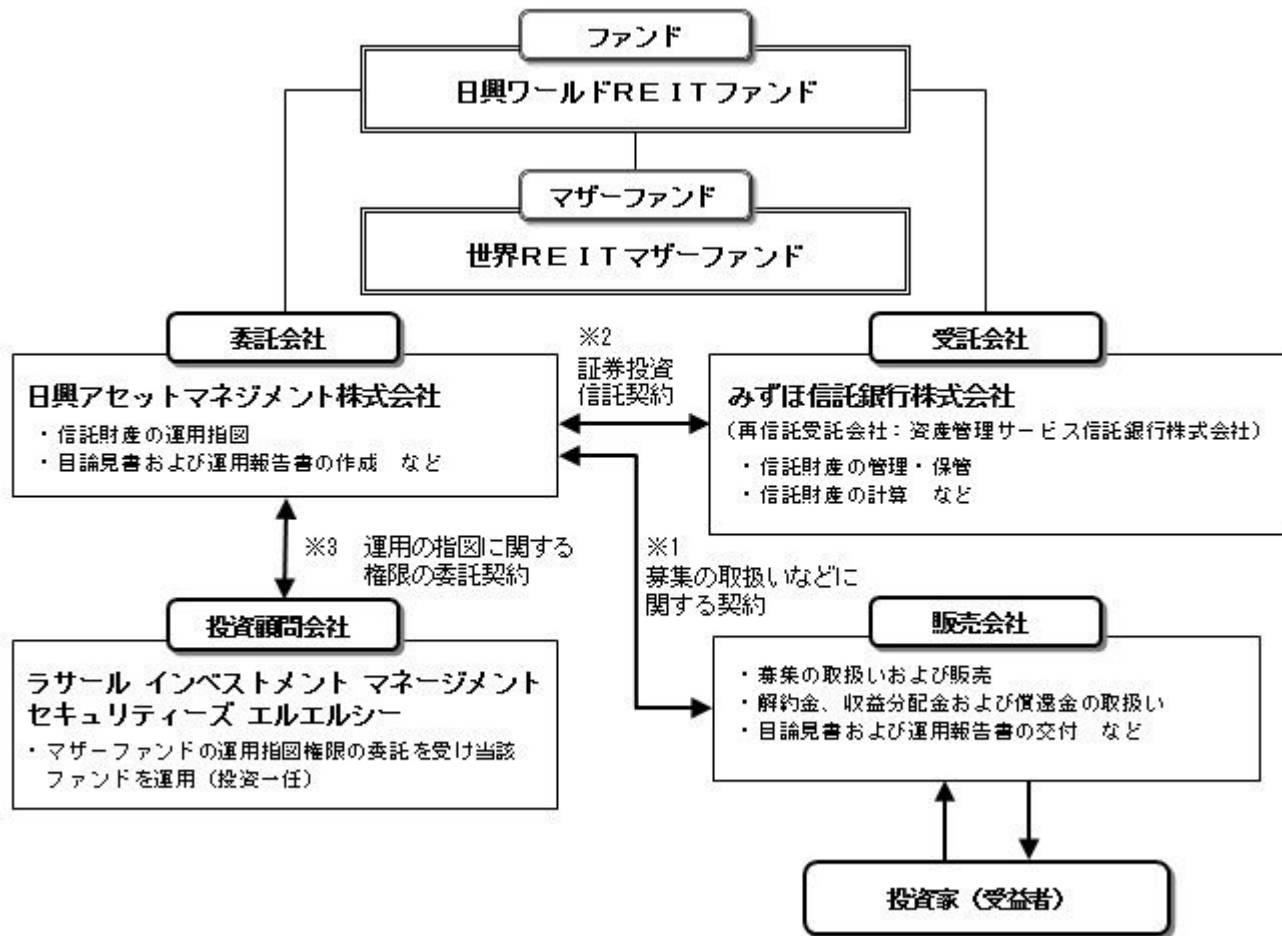 ファンド
日興ワールドREITファンド
マザーファンド
世界REITマザーファンド
委託会社
日興アセットマネジメント株式会社
・信託財産の運用指図
・目論見書および運用報告書の作成 など
※2
証券投資
信託契約
受託会社
みずほ信託銀行株式会社
(再信託受託会社:資産管理サービス信託銀行株式会社)
・信託財産の管理・保管
・信託財産の計算 など
※3 運用の指図に関する
権限の委託契約
※1
募集の取扱いなどに
関する契約
投資顧問会社
ラサール インベストメント マネージメント
セキュリティーズ エルエルシー
・マザーファンドの運用指図権限の委託を受け当該
ファンドを運用(投資一任)
販売会社
・募集の取扱いおよび販売
・解約金、収益分配金および償還金の取扱い
・目論見書および運用報告書の交付 など
投資家(受益者)